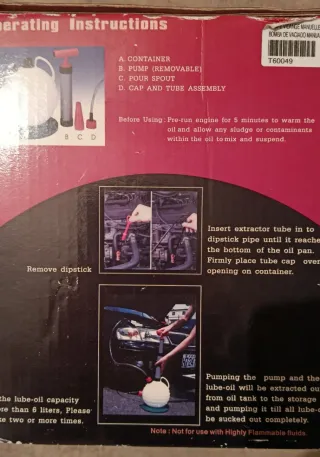 perating Instructions
VIDANGE MANUELLE
BOMBA DE VACIADO MANUA
T60049
A. CONTAINER
B. PUMP (REMOVABLE)
C. POUR SPOUT
D. CAP AND TUBE ASSEMBLY
B C D
Before Using: Pre-run engine for 5 minutes to warm the
oil and allow any sludge or contaminants
within the oil to mix and suspend.
Insert extractor tube in to
dipstick pipe until it reache
the bottom of the oil pan.
Firmly place tube cap over
opening on container.
Remove dipstick
Pumping the pump and the
lube-oil will be extracted ou
from oil tank to the storage
and pumping it till all lube-o
be sucked out completely.
the lube-oil capacity
ore than 6 liters, Please
te two or more times.
Note : Not for use with Highly Flammable fluids.